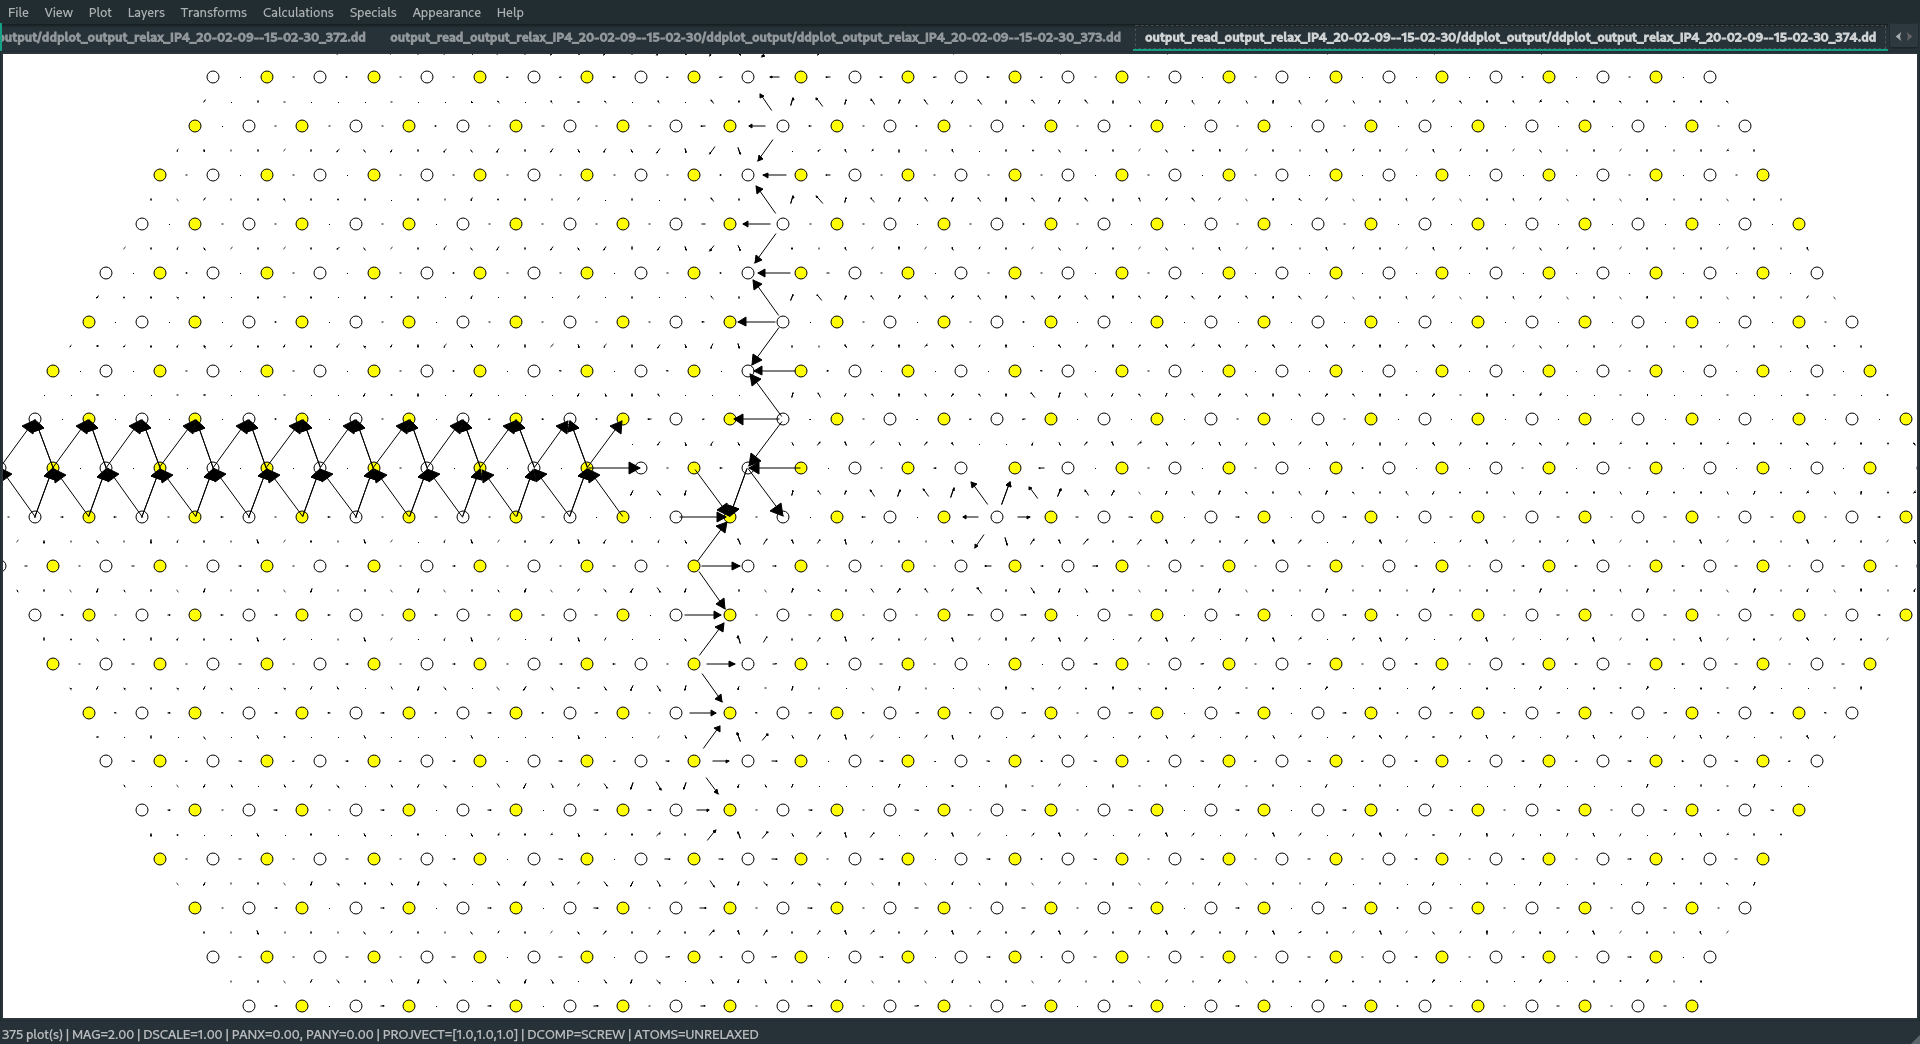 File View Plot Layers Transforms Calculations Specials Appearance Help
output/ddplot_output_relax_IP4_20-02-09--15-02-30_372.dd output_read_output_relax_IP4_20-02-09--15-02-30/ddplot_output/ddplot_output_relax_IP4_20-02-09--15-02-30_373.dd output_read_output_relax_IP4_20-02-09--15-02-30/ddplot_output/ddplot_output_relax_IP4_20-02-09--15-02-30_374.dd
375 plot(s) | MAG=2.00 | DSCALE=1.00 | PANX=0.00, PANY=0.00 | PROJVECT=[1.0,1.0,1.0] | DCOMP=SCREW | ATOMS=UNRELAXED